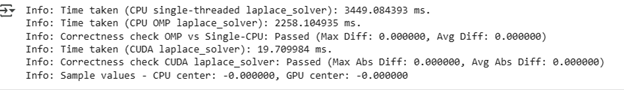 Info: Time taken (CPU single-threaded laplace_solver): 3449.084393 ms.
Info: Time taken (CPU OMP laplace_solver): 2258.104935 ms.
Info: Correctness check OMP vs Single-CPU: Passed (Max Diff: 0.000000, Avg Diff: 0.000000)
Info: Time taken (CUDA laplace_solver): 19.709984 ms.
Info: Correctness check CUDA laplace_solver: Passed (Max Abs Diff: 0.000000, Avg Abs Diff: 0.000000)
Info: Sample values - CPU center: -0.000000, GPU center: -0.000000